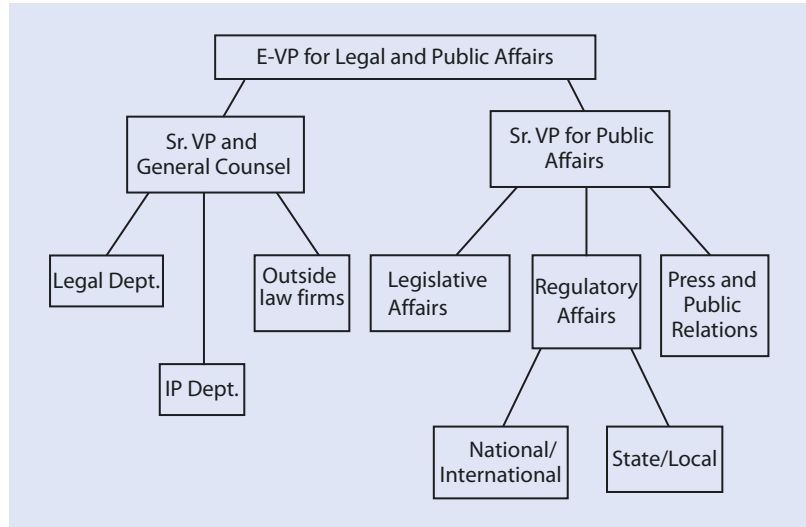 E-VP for Legal and Public Affairs
Sr. VP and
General Counsel
Sr. VP for Public
Affairs
Legal Dept.
IP Dept.
Outside
law firms
Legislative
Affairs
Regulatory
Affairs
Press and
Public
Relations
National/
International
State/Local